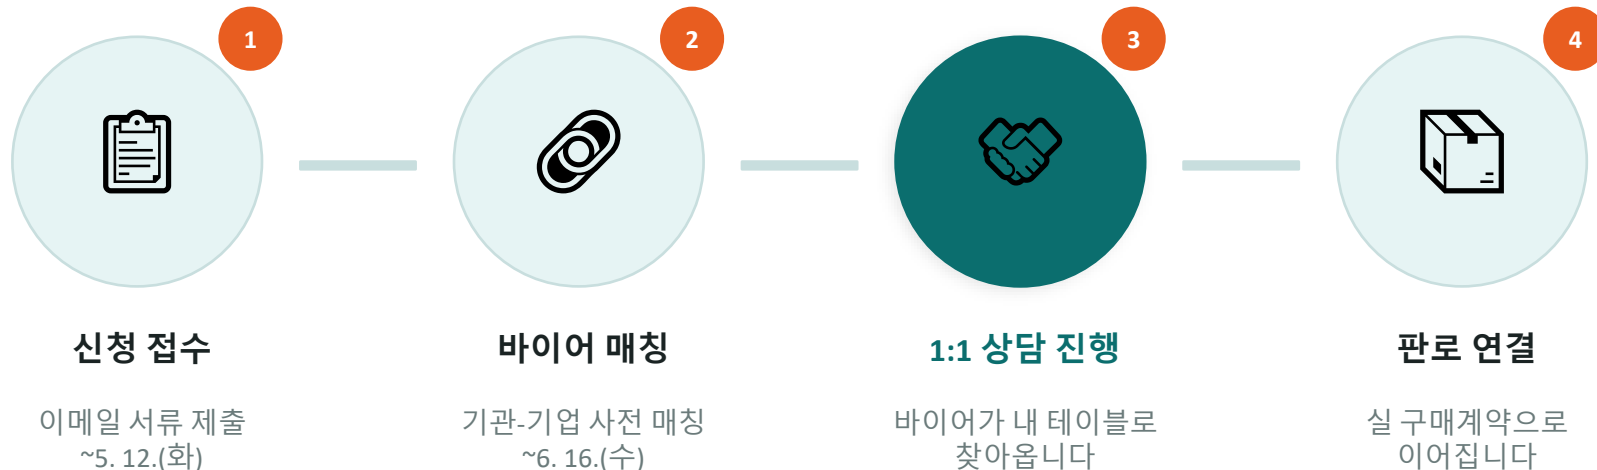 1
신청 접수
이메일 서류 제출
~5. 12.(화)
2
바이어 매칭
기관-기업 사전 매칭
~6. 16.(수)
3
1:1 상담 진행
바이어가 내 테이블로
찾아옵니다
4
판로 연결
실 구매계약으로
이어집니다